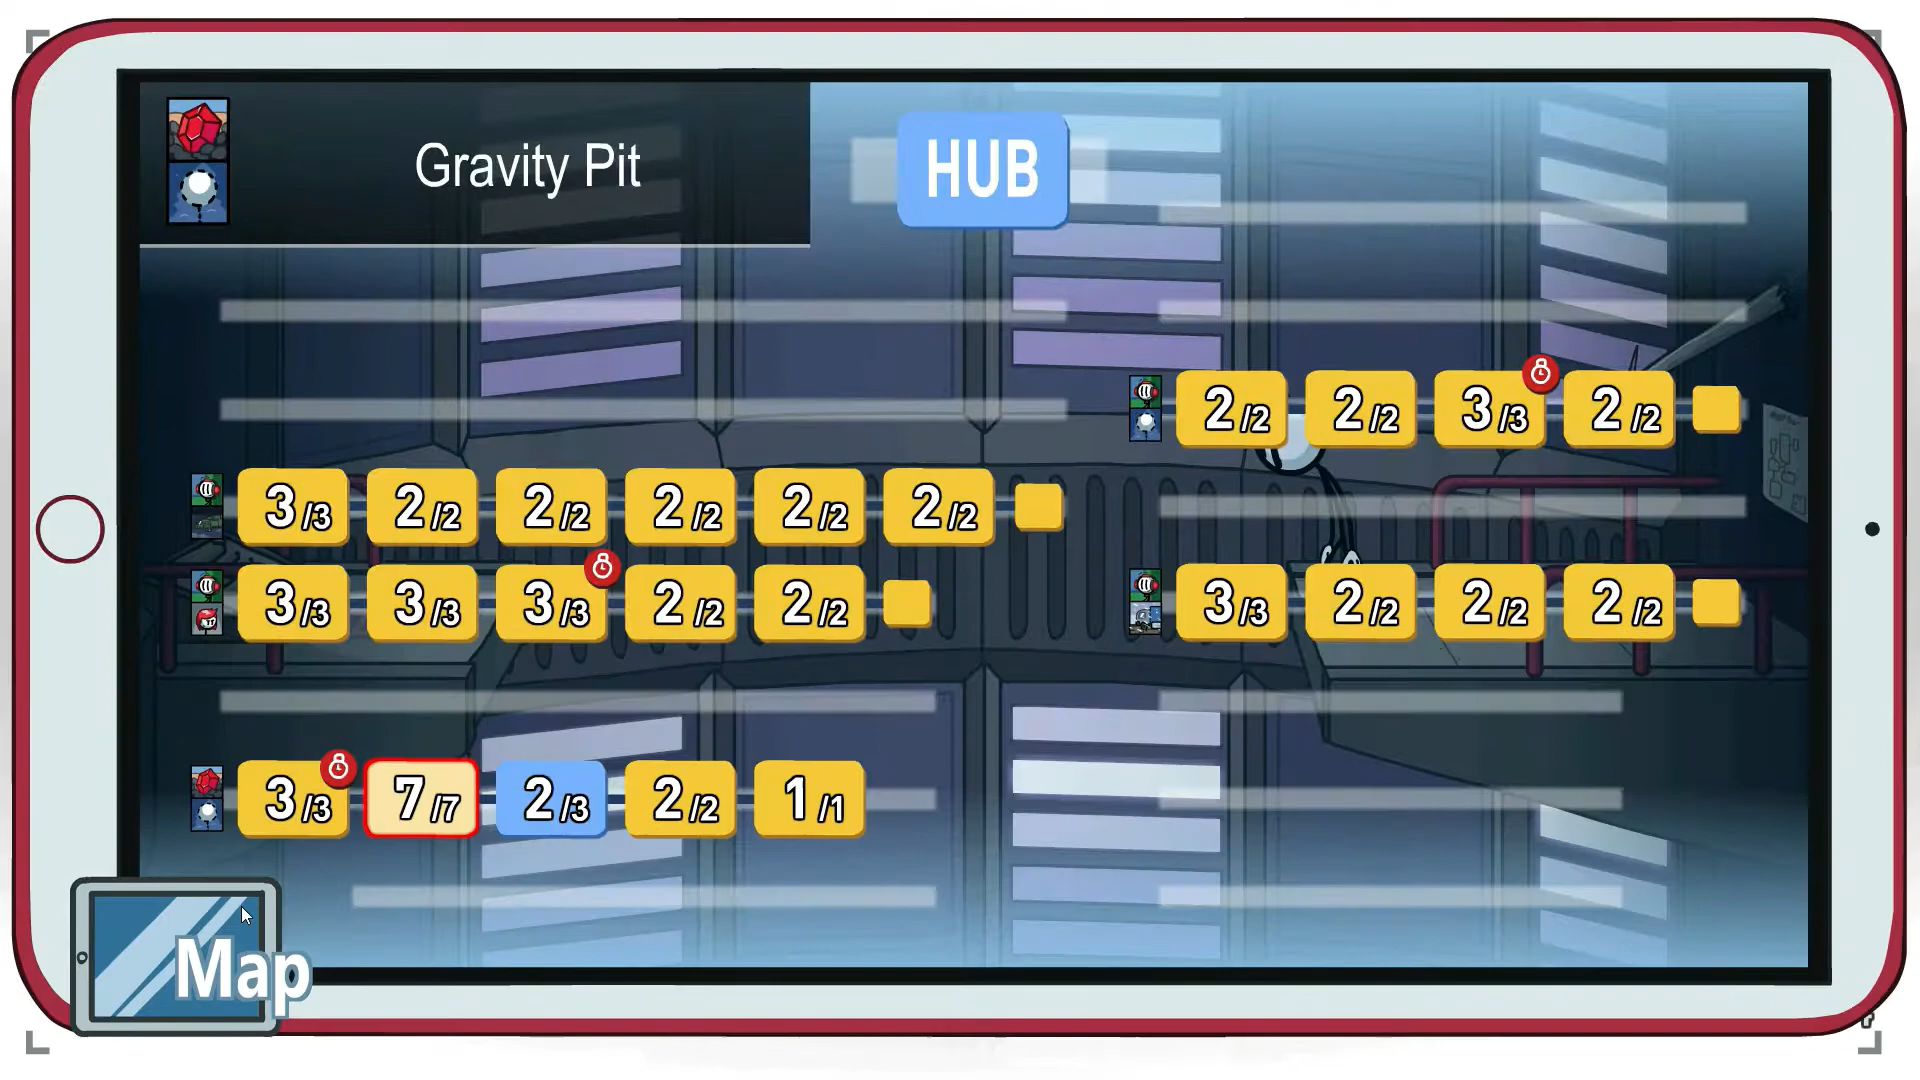 Gravity Pit
HUB
2/2 2/2 3/3 2/2
3/3 2/2 2/2 2/2 2/2 2/2
3/3 3/3 3/3 2/2 2/2
3/3 2/2 2/2 2/2
3/3 7/7 2/3 2/2 1/1
Map